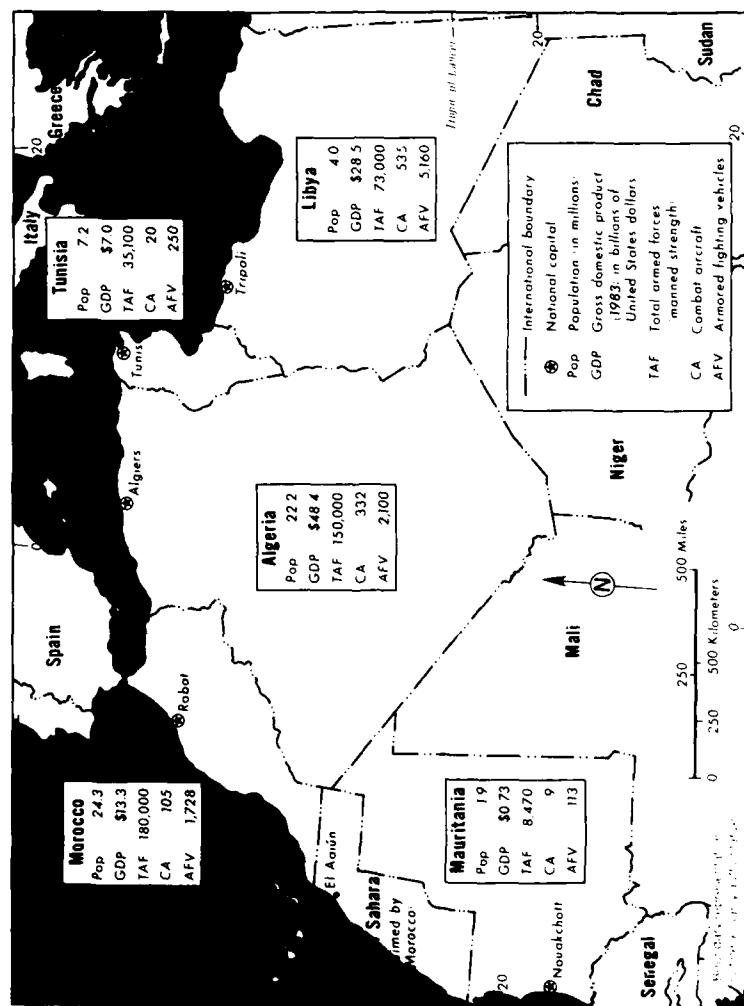 Spain
Italy
Greece
20
0
Morocco
Pop 24.3
GDP $13.3
TAF 180,000
CA 105
AFV 1,728
Tunisia
Pop 7.2
GDP $7.0
TAF 35,100
CA 20
AFV 250
Algiers
Tunis
Rabat
Tripoli
Algeria
Pop 22.2
GDP $48.4
TAF 150,000
CA 332
AFV 2,100
Libya
Pop 4.0
GDP $28.5
TAF 73,000
CA 535
AFV 5,160
El Aaiún
Sahara
imed by
Morocco
Tropic of
Mauritania
Pop 1.9
GDP $0.73
TAF 8,470
CA 9
AFV 113
20
20
Nouakchott
Senegal
Mali
Niger
Chad
Sudan
N
International boundary
National capital
Pop Population in millions
GDP Gross domestic product
1983 in billions of
United States dollars
TAF Total armed forces
manned strength
CA Combat aircraft
AFV Armored fighting vehicles
0 250 500 Miles
0 250 500 Kilometers
0
20